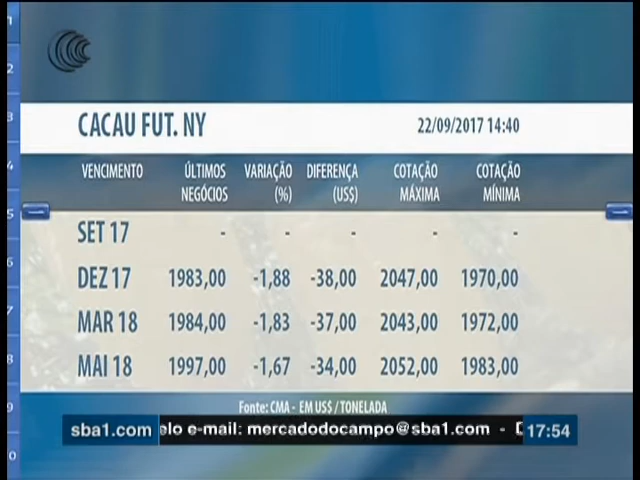 CACAU FUT. NY 22/09/2017 14:40
VENCIMENTO ÚLTIMOS NEGÓCIOS VARIAÇÃO (%) DIFERENÇA (US$) COTAÇÃO MÁXIMA COTAÇÃO MÍNIMA
SET 17 - - - - -
DEZ 17 1983,00 -1,88 -38,00 2047,00 1970,00
MAR 18 1984,00 -1,83 -37,00 2043,00 1972,00
MAI 18 1997,00 -1,67 -34,00 2052,00 1983,00
Fonte: CMA - EM US$ / TONELADA
sba1.com elo e-mail: mercadodocampo@sba1.com - 17:54